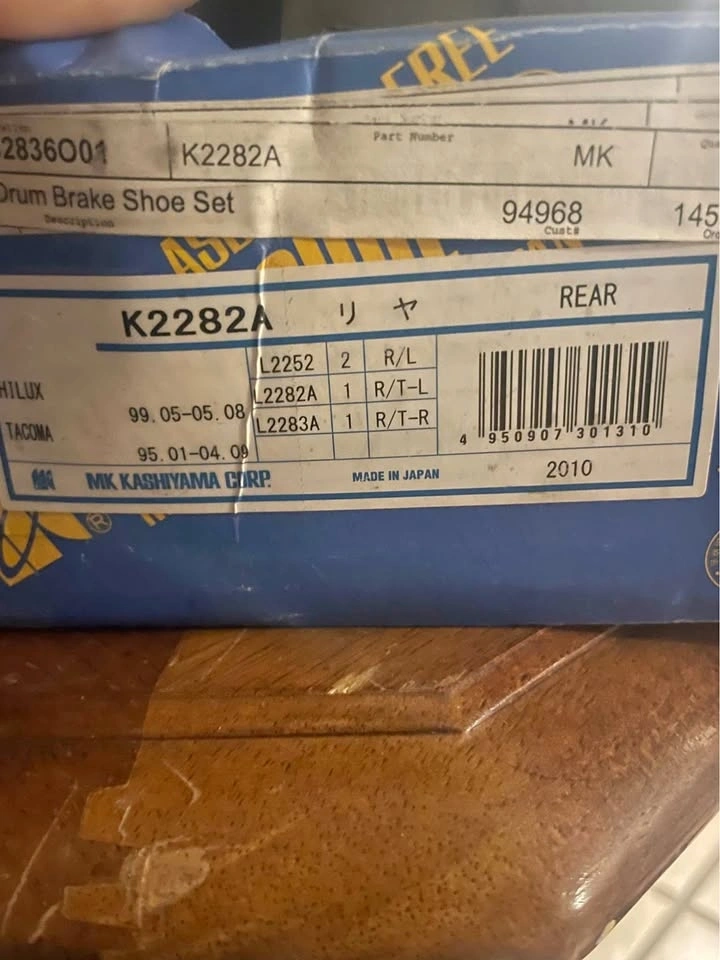 FREE
2836001 K2282A Part Number MK
Drum Brake Shoe Set 94968 145
Description Cust#
K2282A リヤ REAR
L2252 2 R/L
HILUX 99.05-05.08 L2282A 1 R/T-L
TACOMA 95.01-04.09 L2283A 1 R/T-R
4 950907 301310
MK KASHIYAMA CORP. MADE IN JAPAN 2010
®